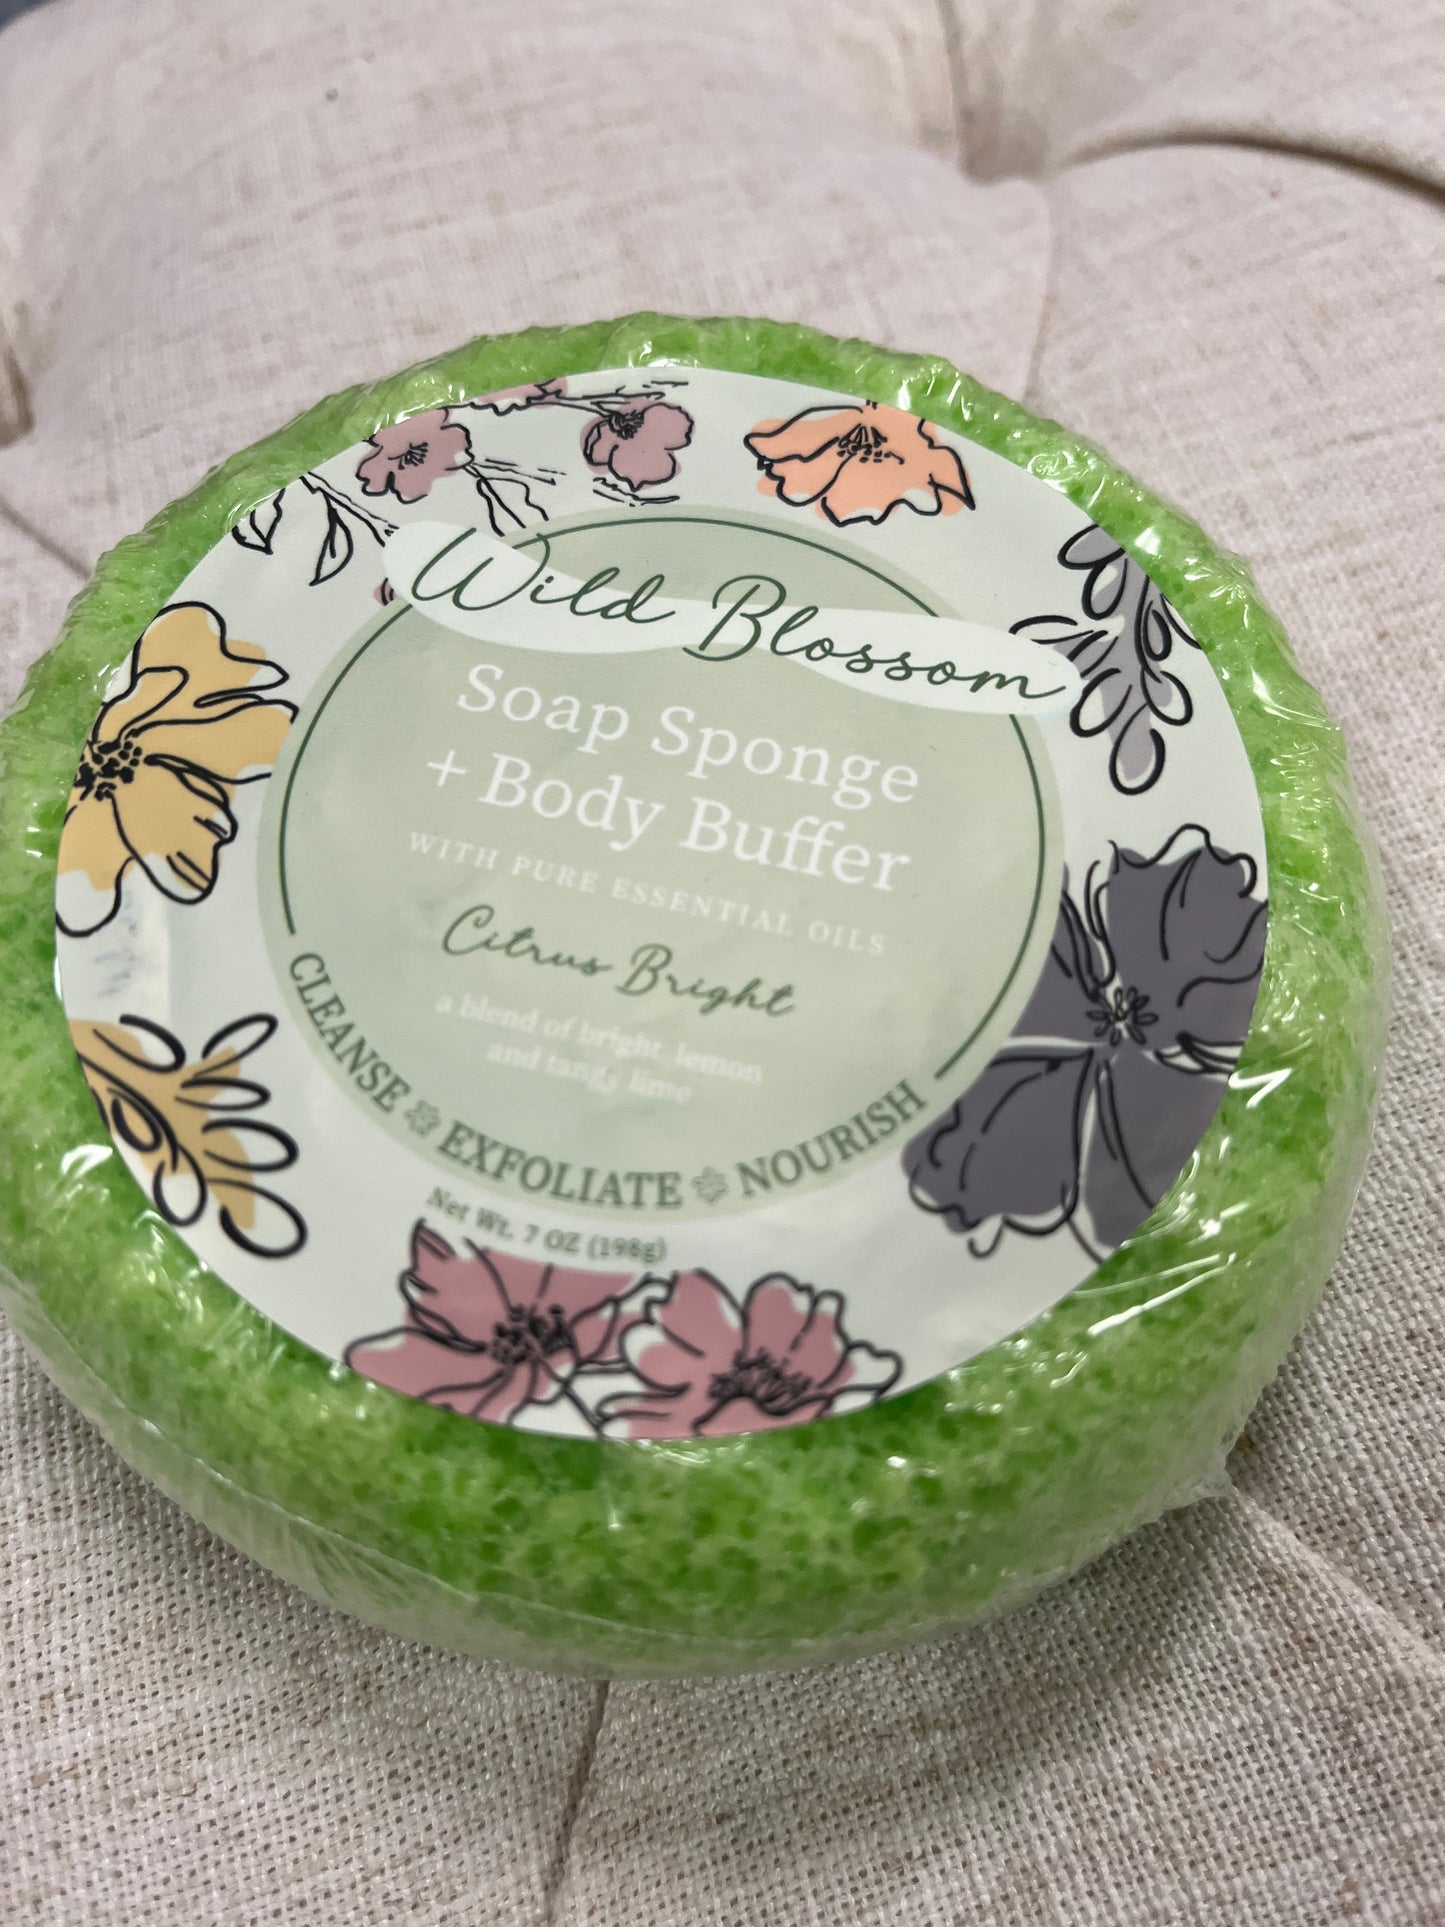 Wild Blossom
Soap Sponge
+ Body Buffer
WITH PURE ESSENTIAL OILS
Citrus Bright
a blend of bright lemon
and tangy lime
CLEANSE EXFOLIATE NOURISH
Net Wt. 7 OZ (198g)